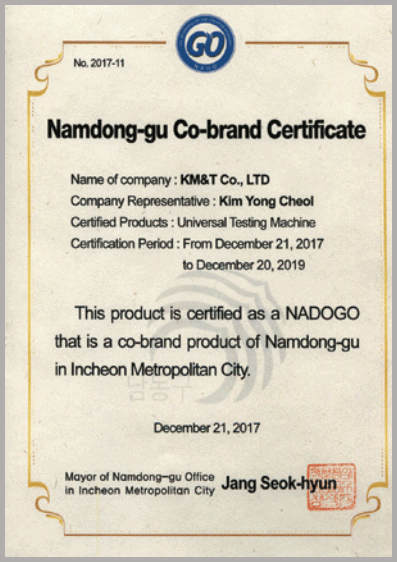 GO
No. 2017-11
Namdong-gu Co-brand Certificate
Name of company : KM&T Co., LTD
Company Representative : Kim Yong Cheol
Certified Products : Universal Testing Machine
Certification Period : From December 21, 2017
to December 20, 2019
This product is certified as a NADOGO
that is a co-brand product of Namdong-gu
in Incheon Metropolitan City.
남동구
December 21, 2017
Mayor of Namdong-gu Office
in Incheon Metropolitan City Jang Seok-hyun